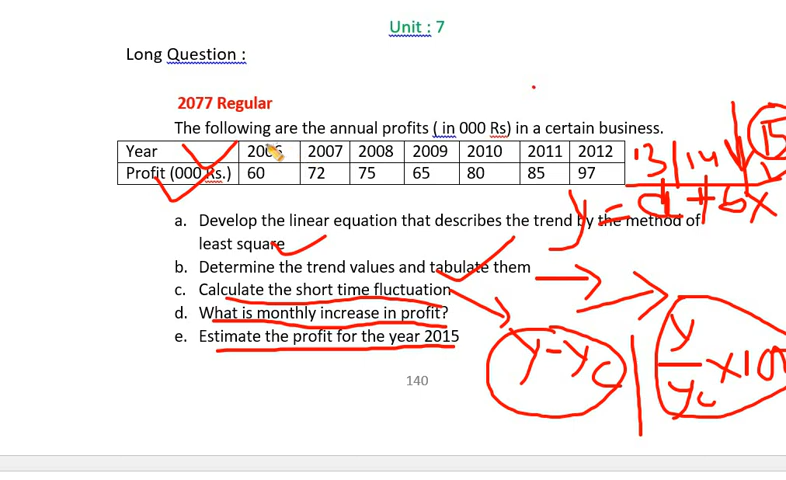 Unit : 7
Long Question :
2077 Regular
The following are the annual profits ( in 000 Rs) in a certain business.
Year 2006 2007 2008 2009 2010 2011 2012
Profit (000 Rs.) 60 72 75 65 80 85 97
13/14
15
y = a + bx
a. Develop the linear equation that describes the trend by the method of
least square
b. Determine the trend values and tabulate them
c. Calculate the short time fluctuation
d. What is monthly increase in profit?
e. Estimate the profit for the year 2015
y-yc
y/yc ×10
140